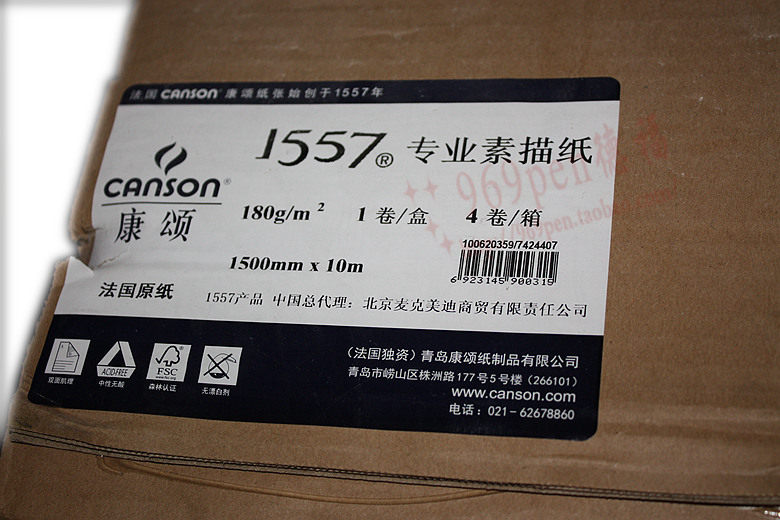 法国 CANSON® 康颂纸张始创于1557年
1557® 专业素描纸
CANSON®
康颂
180g/m² 1 卷/盒 4 卷/箱
1500mm x 10m
100620359/7424407
6 923145 900315
法国原纸
1557产品 中国总代理：北京麦克美迪商贸有限责任公司
ACID FREE
FSC
双面肌理
中性无酸
森林认证
无漂白剂
（法国独资）青岛康颂纸制品有限公司
青岛市崂山区株洲路177号5号楼（266101）
www.canson.com
电话：021-62678860
969pen
969pen.taobao